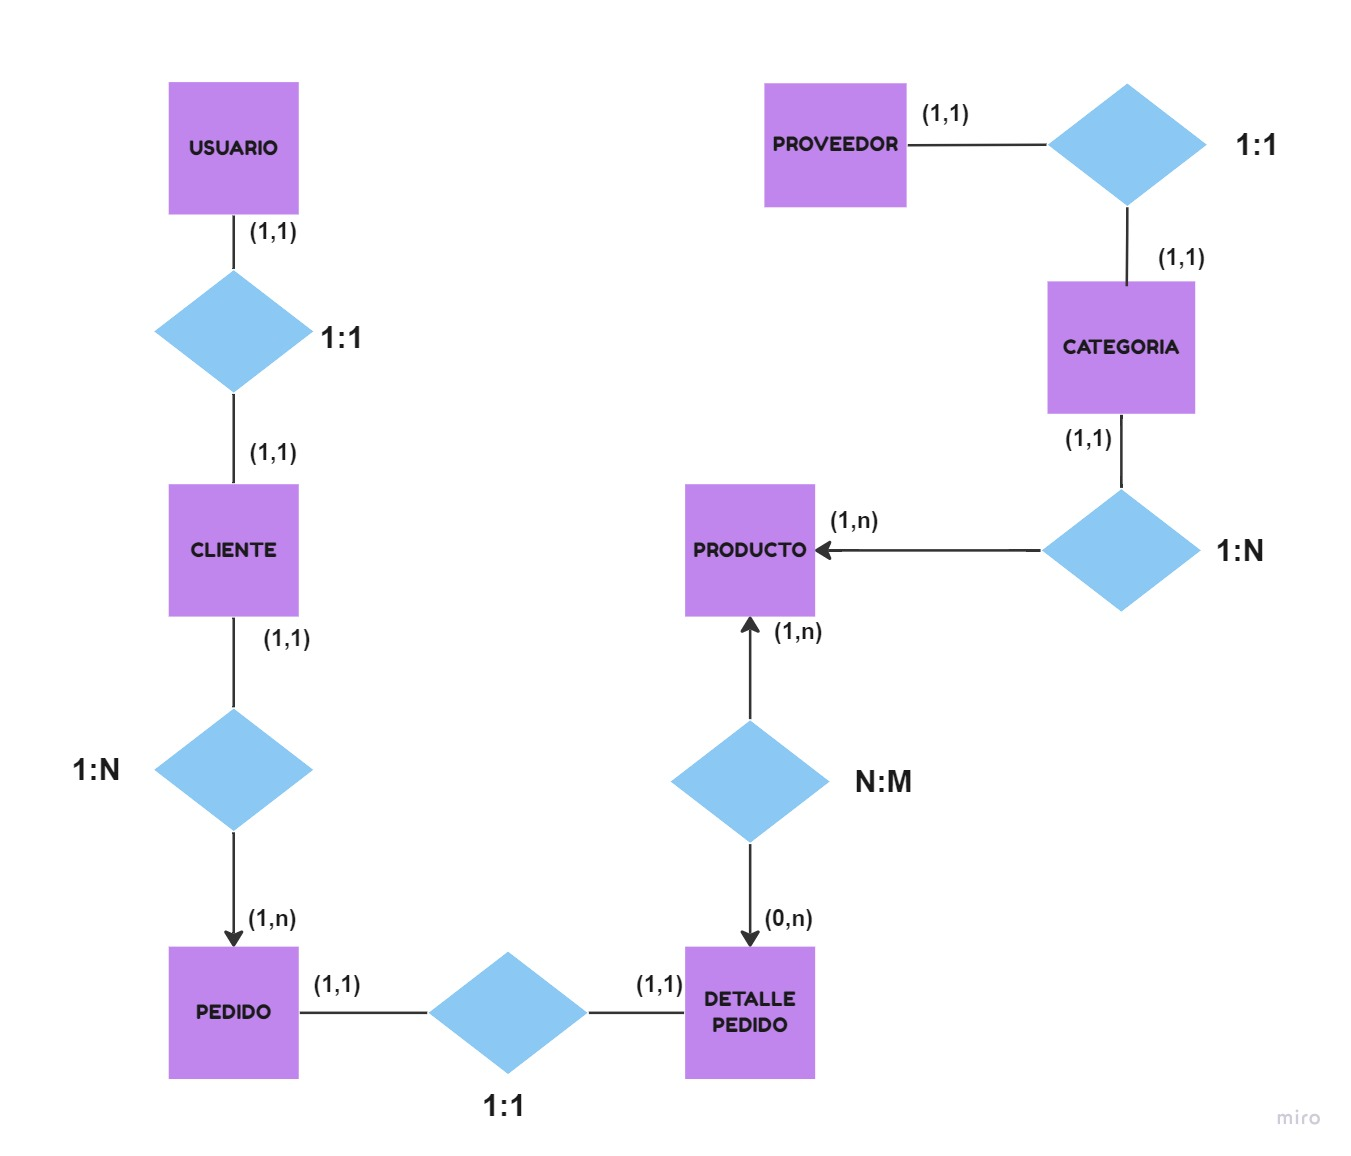 USUARIO
(1,1)
1:1
(1,1)
CLIENTE
(1,1)
1:N
(1,n)
PEDIDO
(1,1)
1:1
(1,1)
DETALLE
PEDIDO
(0,n)
N:M
(1,n)
PRODUCTO
(1,n)
1:N
(1,1)
CATEGORIA
(1,1)
1:1
(1,1)
PROVEEDOR
miro